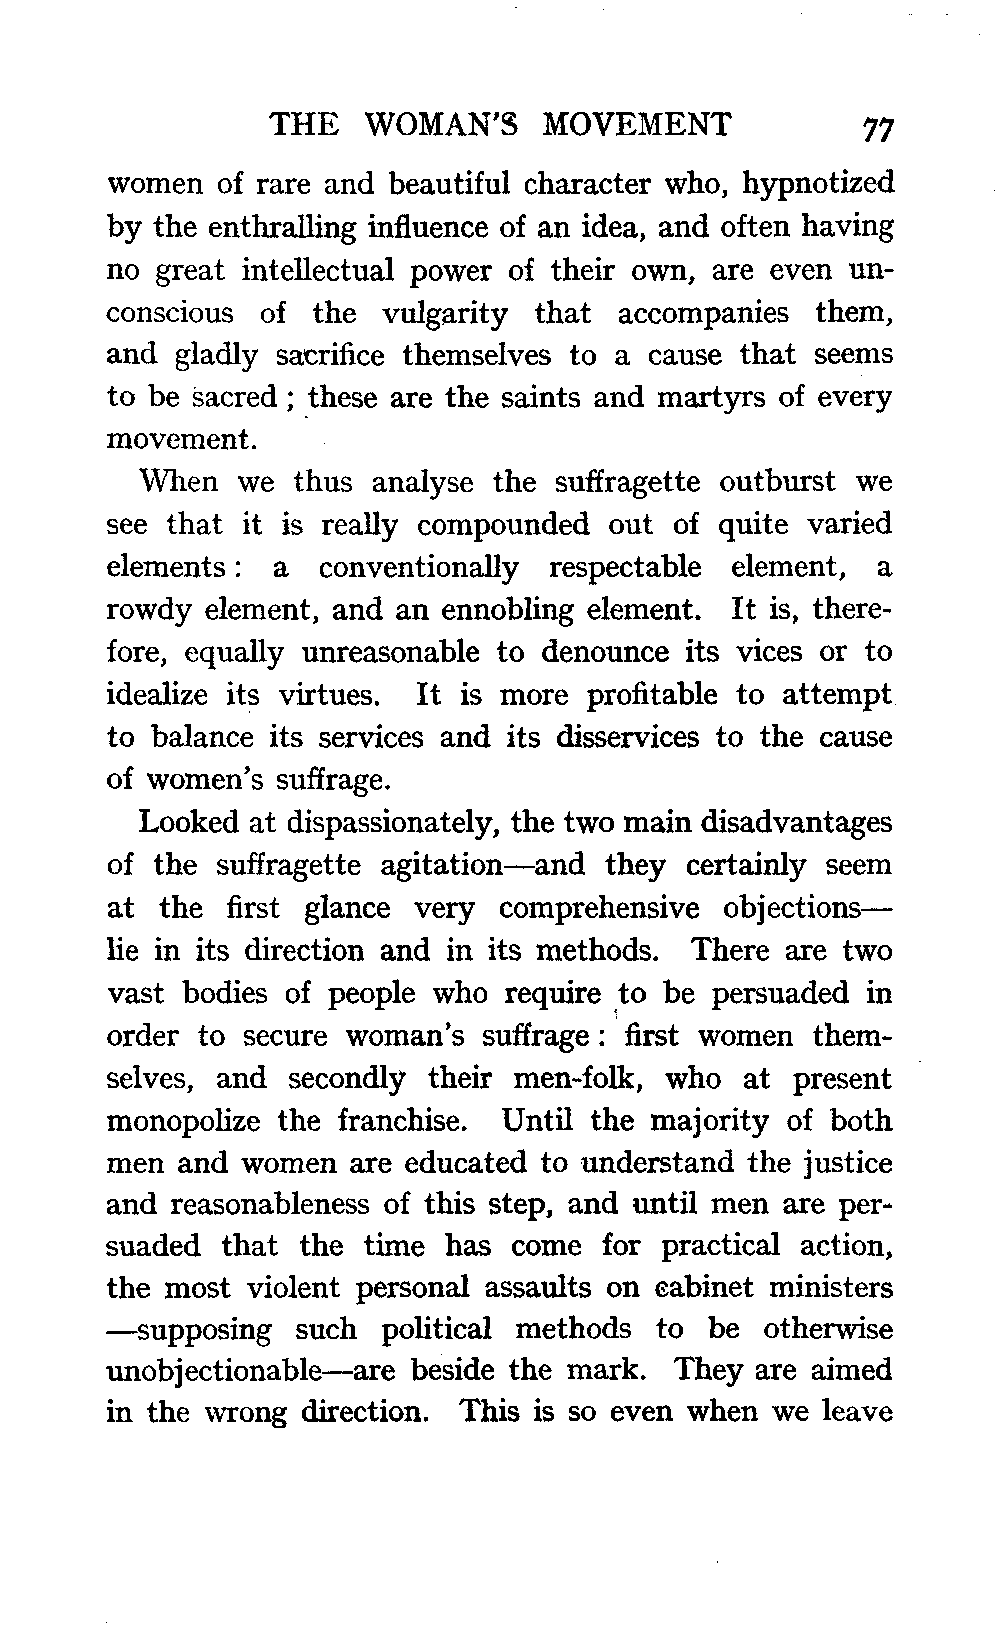 THE WOMAN'S MOVEMENT 77
women of rare and beautiful character who, hypnotized
by the enthralling influence of an idea, and often having
no great intellectual power of their own, are even un-
conscious of the vulgarity that accompanies them,
and gladly sacrifice themselves to a cause that seems
to be sacred ; these are the saints and martyrs of every
movement.
When we thus analyse the suffragette outburst we
see that it is really compounded out of quite varied
elements : a conventionally respectable element, a
rowdy element, and an ennobling element. It is, there-
fore, equally unreasonable to denounce its vices or to
idealize its virtues. It is more profitable to attempt
to balance its services and its disservices to the cause
of women's suffrage.
Looked at dispassionately, the two main disadvantages
of the suffragette agitation—and they certainly seem
at the first glance very comprehensive objections—
lie in its direction and in its methods. There are two
vast bodies of people who require to be persuaded in
order to secure woman's suffrage : first women them-
selves, and secondly their men-folk, who at present
monopolize the franchise. Until the majority of both
men and women are educated to understand the justice
and reasonableness of this step, and until men are per-
suaded that the time has come for practical action,
the most violent personal assaults on cabinet ministers
—supposing such political methods to be otherwise
unobjectionable—are beside the mark. They are aimed
in the wrong direction. This is so even when we leave